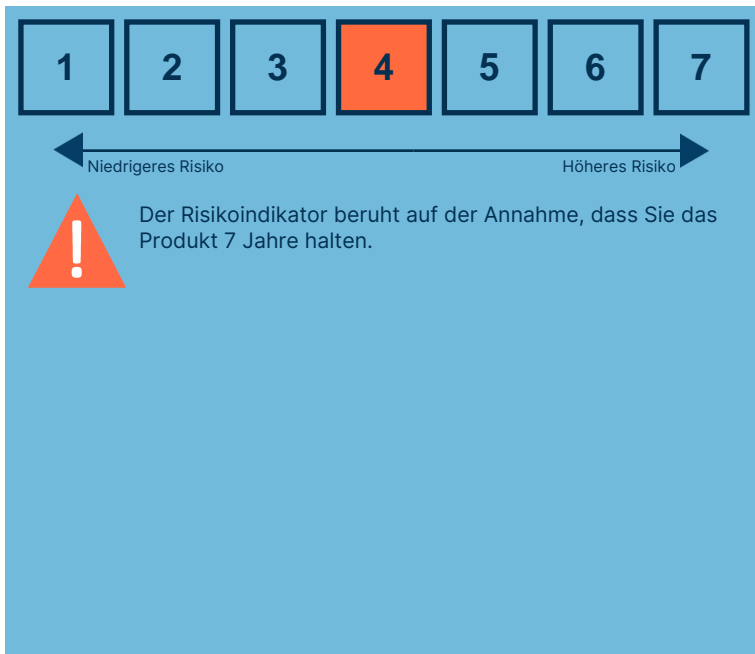 1 2 3 4 5 6 7
Niedrigeres Risiko Höheres Risiko
!
Der Risikoindikator beruht auf der Annahme, dass Sie das
Produkt 7 Jahre halten.